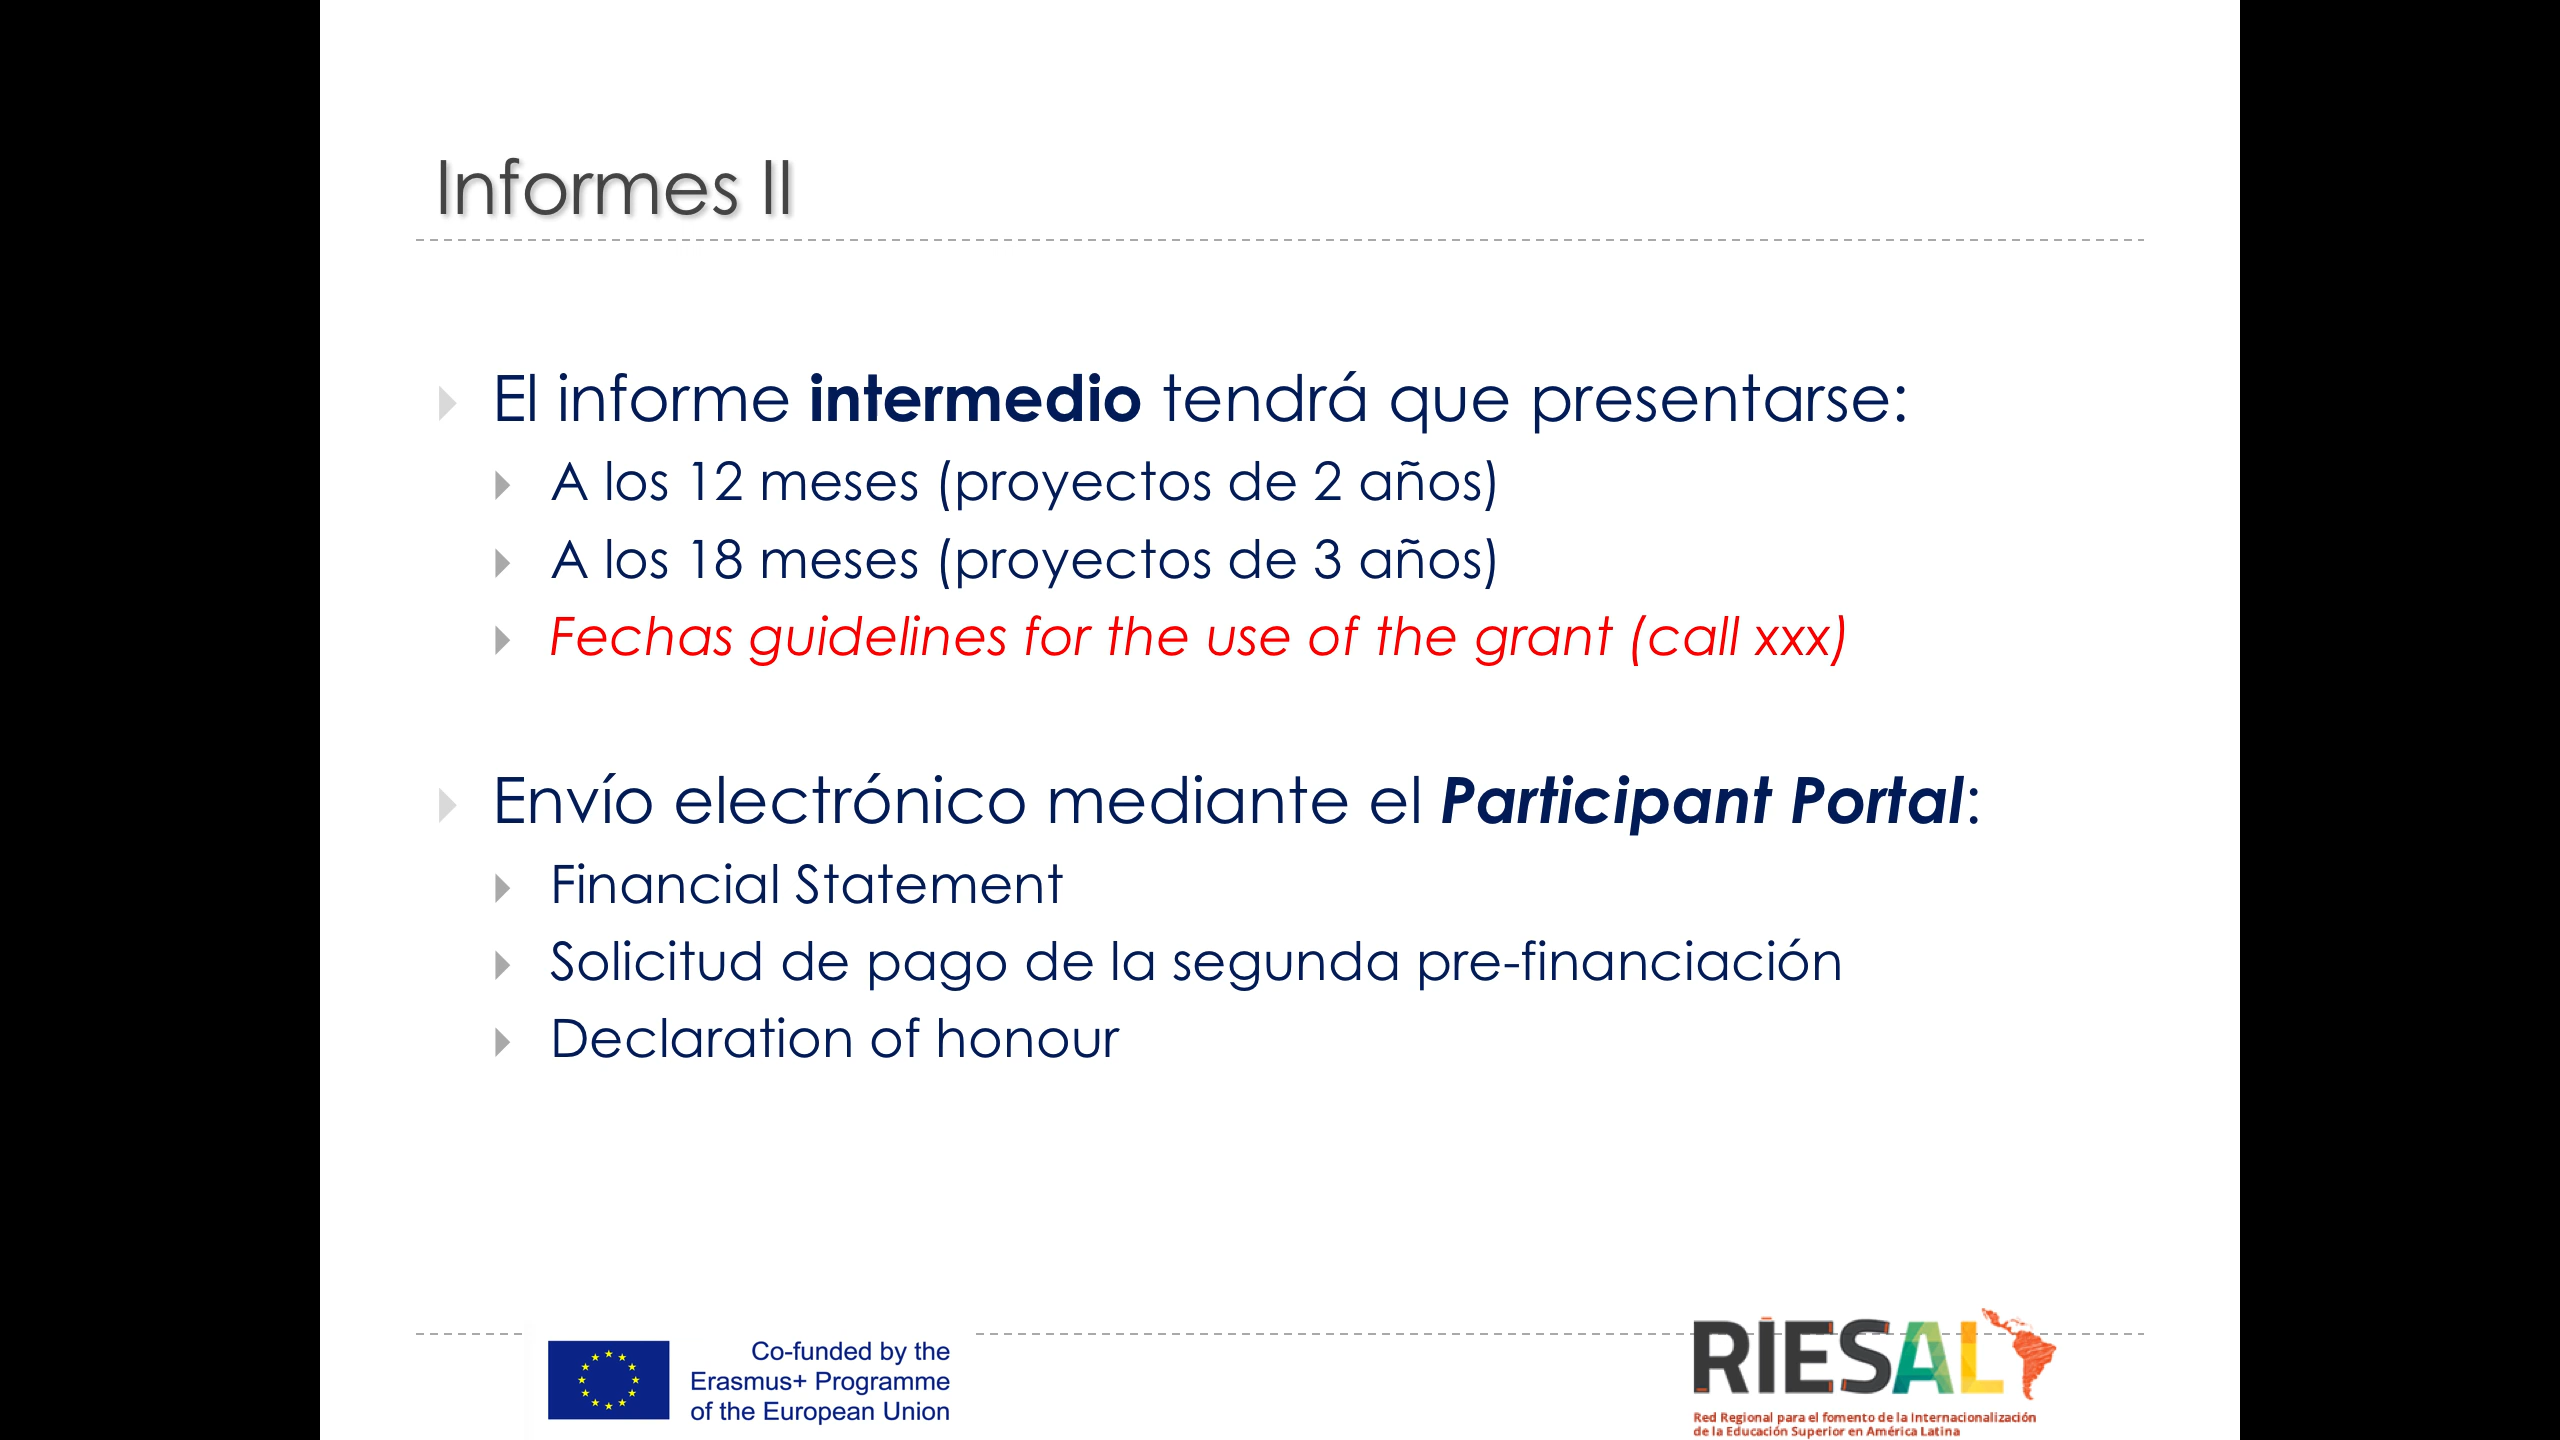 Informes II
El informe intermedio tendrá que presentarse:
A los 12 meses (proyectos de 2 años)
A los 18 meses (proyectos de 3 años)
Fechas guidelines for the use of the grant (call xxx)
Envío electrónico mediante el Participant Portal:
Financial Statement
Solicitud de pago de la segunda pre-financiación
Declaration of honour
Co-funded by the
Erasmus+ Programme
of the European Union
RIESAL
Red Regional para el fomento de la Internacionalización
de la Educación Superior en América Latina